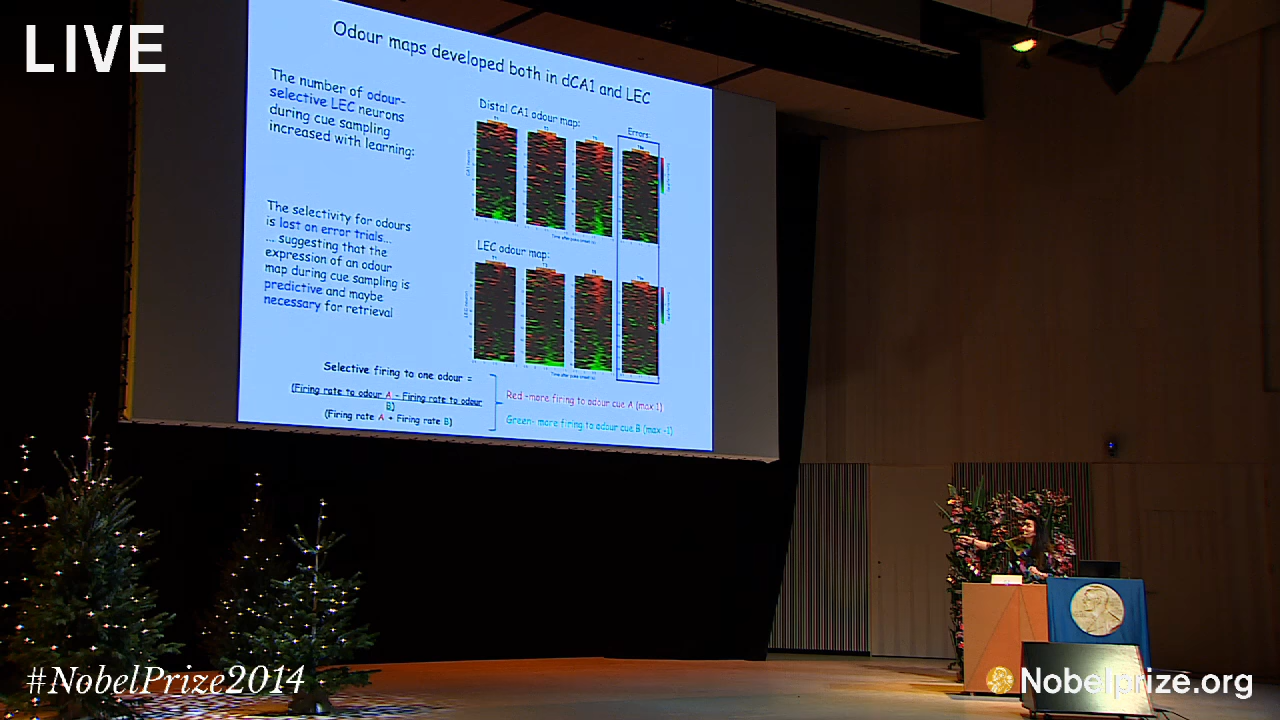 LIVE
Odour maps developed both in dCA1 and LEC
The number of odour-
selective LEC neurons
during cue sampling
increased with learning:
Distal CA1 odour map:
Errors:
The selectivity for odours
is lost on error trials...
... suggesting that the
expression of an odour
map during cue sampling is
predictive and maybe
necessary for retrieval
LEC odour map:
Selective firing to one odour =
(Firing rate to odour A - Firing rate to odour
B)
(Firing rate A + Firing rate B)
Red -more firing to odour cue A (max 1)
Green- more firing to odour cue B (max -1)
#NobelPrize2014
Nobelprize.org